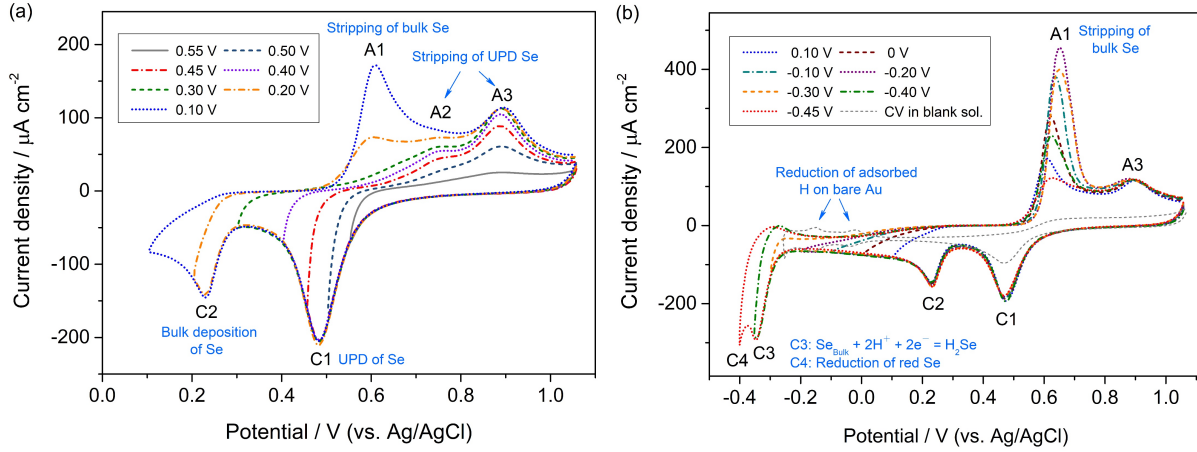 (a)
Stripping of bulk Se
A1
Stripping of UPD Se
A2
A3
0.55 V
0.50 V
0.45 V
0.40 V
0.30 V
0.20 V
0.10 V
200
100
0
-100
-200
Current density / µA cm⁻²
C2
Bulk deposition
of Se
C1
UPD of Se
0.0
0.2
0.4
0.6
0.8
1.0
Potential / V (vs. Ag/AgCl)
(b)
A1
Stripping of
bulk Se
0.10 V
0 V
-0.10 V
-0.20 V
-0.30 V
-0.40 V
-0.45 V
CV in blank sol.
Reduction of adsorbed
H on bare Au
A3
400
200
0
-200
-400
Current density / µA cm⁻²
C2
C1
C4
C3
C3: Se_Bulk + 2H⁺ + 2e⁻ = H₂Se
C4: Reduction of red Se
-0.4
-0.2
0.0
0.2
0.4
0.6
0.8
1.0
Potential / V (vs. Ag/AgCl)